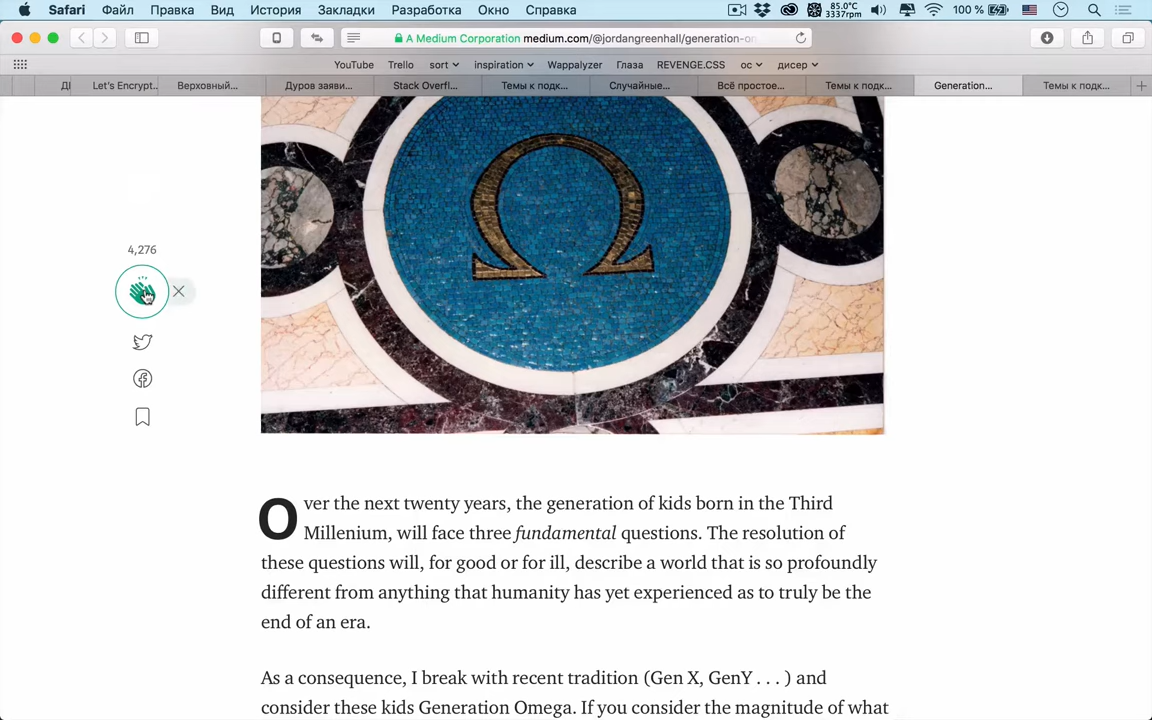 Safari Файл Правка Вид История Закладки Разработка Окно Справка 85.0°C 3337rpm 100 %
A Medium Corporation medium.com/@jordangreenhall/generation-o
YouTube Trello sort inspiration Wappalyzer Глаза REVENGE.CSS ос дисер
Let's Encrypt... Верховный... Дуров заяви... Stack Overfl... Темы к подк... Случайные... Всё простое... Темы к подк... Generation... Темы к подк...
Ω
4,276
Over the next twenty years, the generation of kids born in the Third
Millenium, will face three fundamental questions. The resolution of
these questions will, for good or for ill, describe a world that is so profoundly
different from anything that humanity has yet experienced as to truly be the
end of an era.
As a consequence, I break with recent tradition (Gen X, GenY . . . ) and
consider these kids Generation Omega. If you consider the magnitude of what